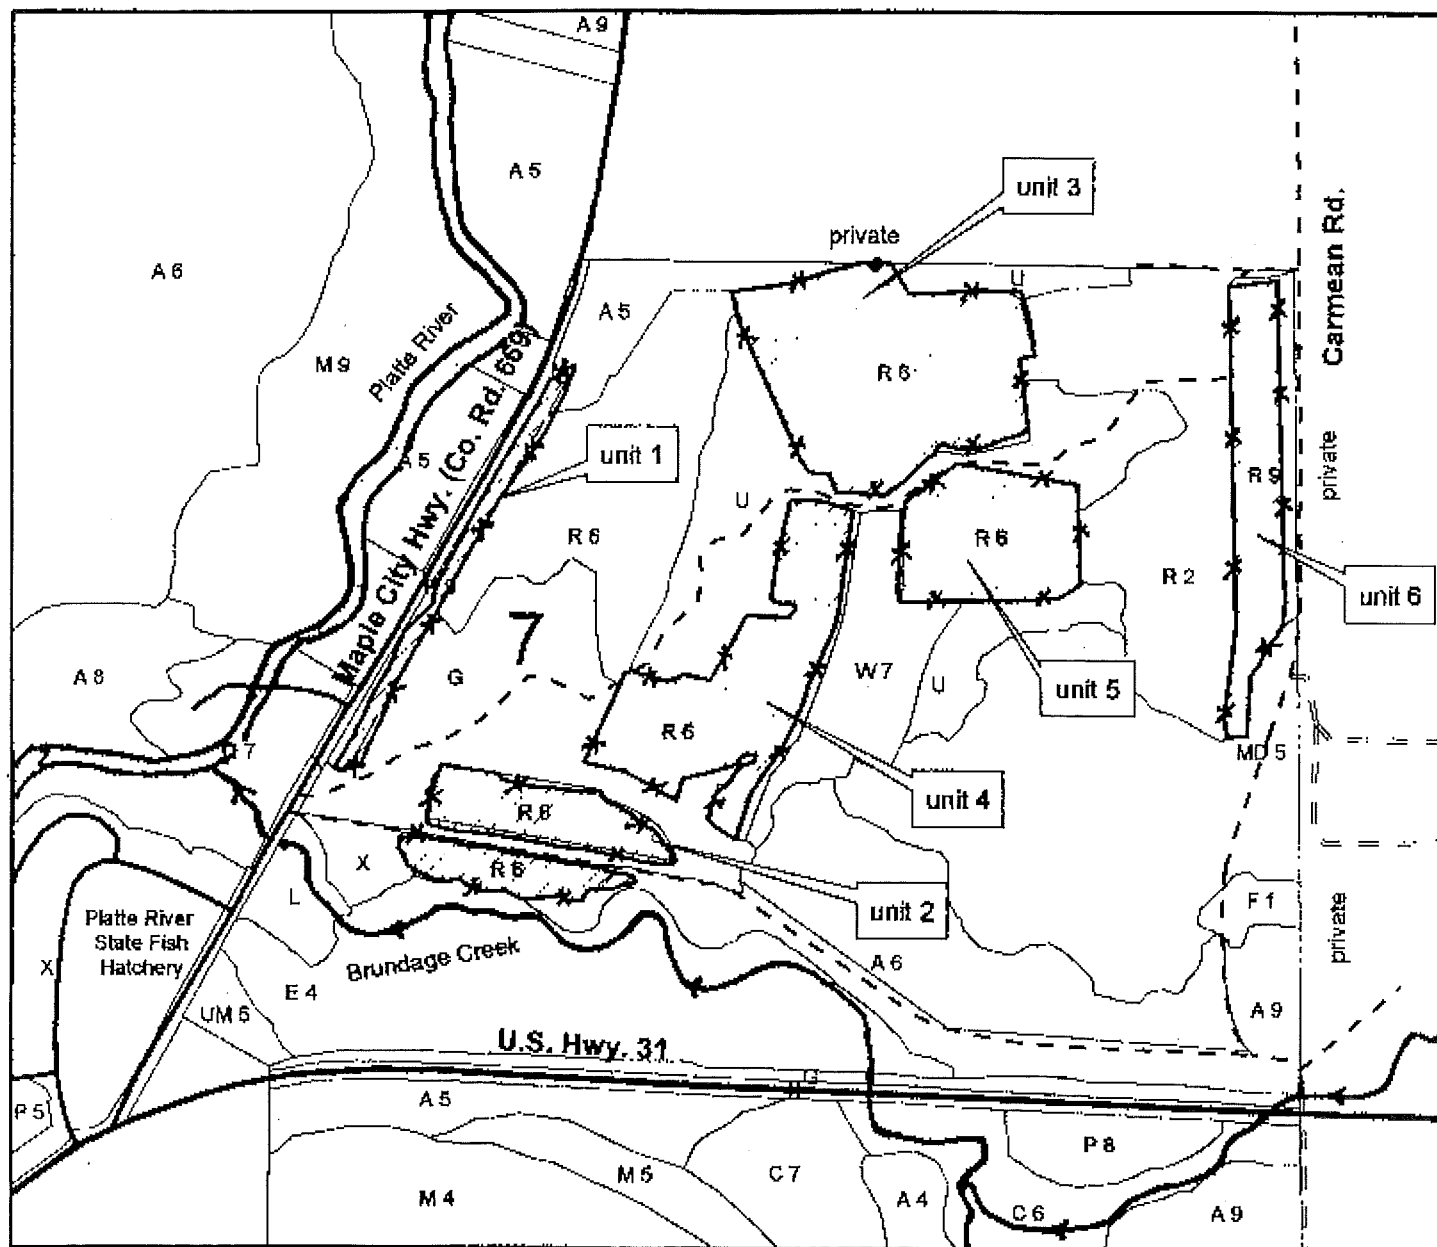 A 9
A 5
unit 3
private
Carmean Rd.
A 6
U
A 5
Platte River
M 9
R 6
Maple City Hwy. (Co. Rd. 669)
unit 1
A 5
R 9
private
U
R 6
R 6
R 2
unit 6
7
A 8
G
W 7
U
unit 5
R 6
MD 5
unit 4
R 6
X
R 6
L
unit 2
F f
Platte River
State Fish
Hatchery
X
Brundage Creek
A 6
private
E 4
UM 6
A 9
U.S. Hwy. 31
G
P 5
A 5
P 8
M 5
C 7
M 4
A 4
C 6
A 9